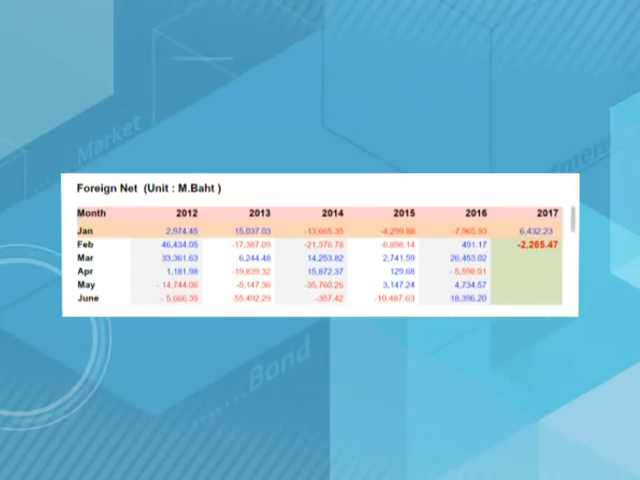 Market
tmen
Foreign Net (Unit : M.Baht )
Month 2012 2013 2014 2015 2016 2017
Jan 2,974.45 15,037.03 -13,665.35 -4,299.88 -7,965.93 6,432.23
Feb 46,434.05 -17,387.09 -21,376.78 -6,898.14 491.17 -2,265.47
Mar 33,361.63 6,244.48 14,253.82 2,741.59 26,453.02
Apr 1,181.98 -19,839.32 15,872.37 129.68 - 5,598.01
May - 14,744.06 -5,147.36 -35,760.26 3,147.24 4,734.57
June - 5,666.35 -55,492.29 -357.42 -10,487.63 18,396.20
Bond